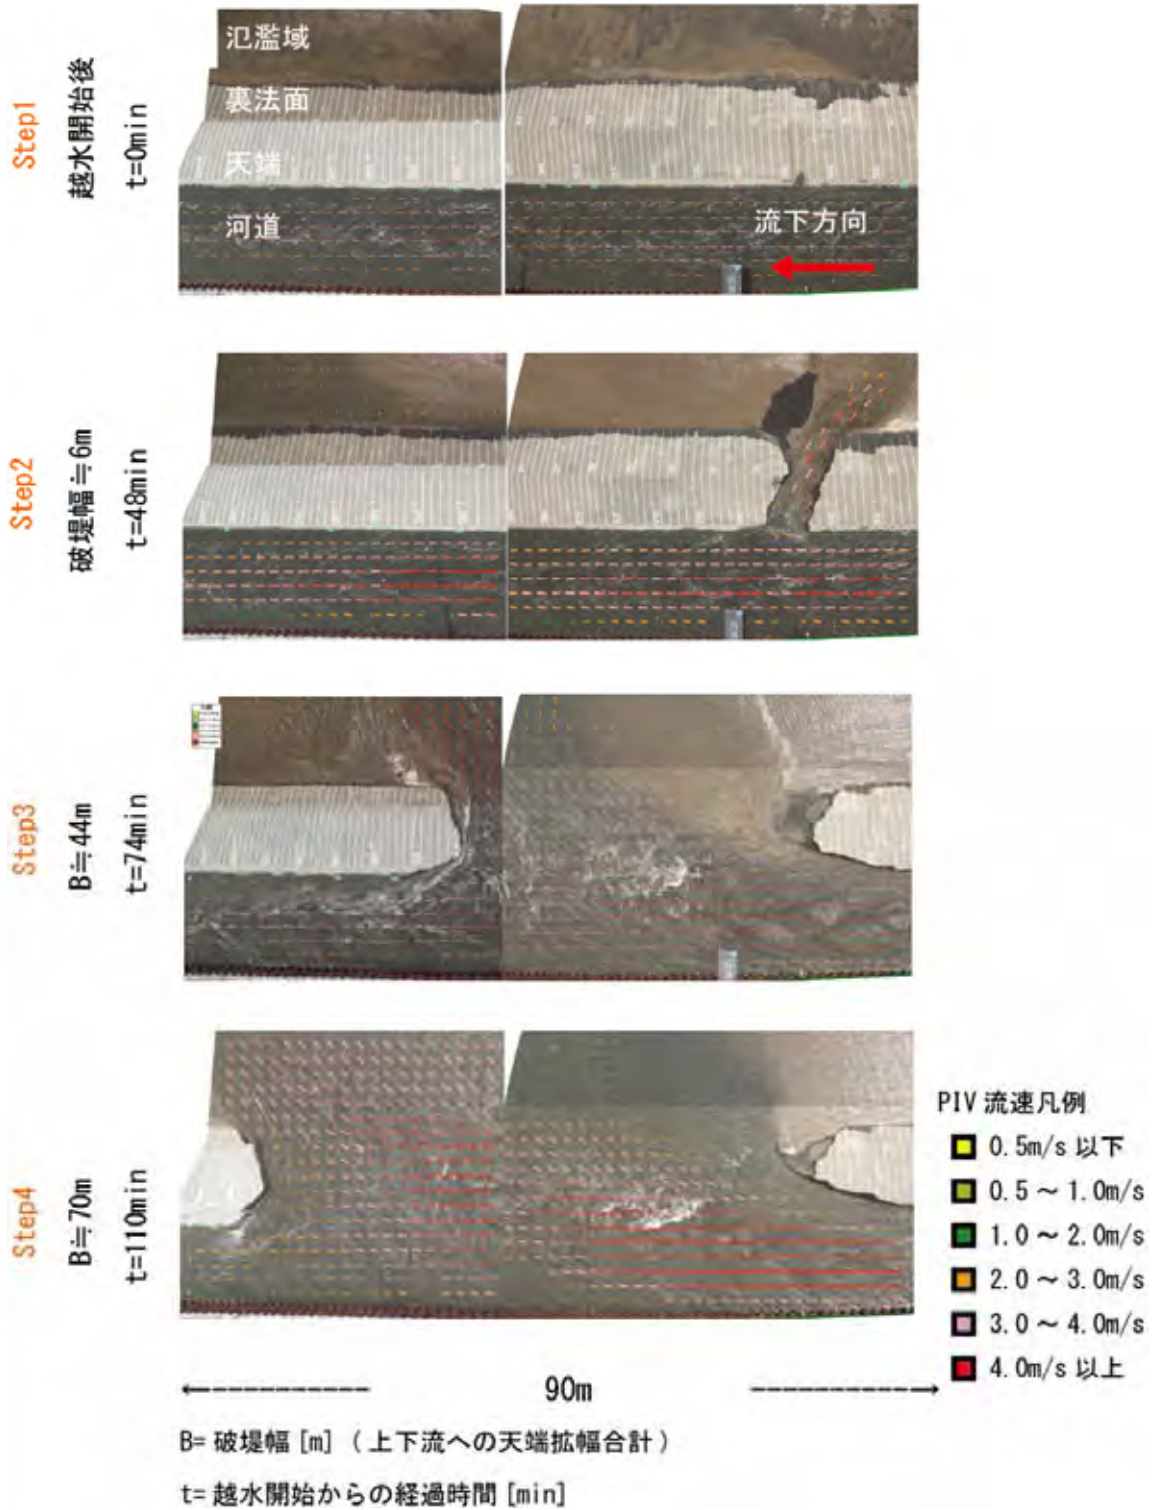 Step1
越水開始後
t=0min
氾濫域
裏法面
天端
河道
流下方向
Step2
破堤幅≒6m
t=48min
Step3
B≒44m
t=74min
Step4
B≒70m
t=110min
PIV 流速凡例
0.5m/s 以下
0.5 ～ 1.0m/s
1.0 ～ 2.0m/s
2.0 ～ 3.0m/s
3.0 ～ 4.0m/s
4.0m/s 以上
90m
B= 破堤幅 [m] ( 上下流への天端拡幅合計 )
t= 越水開始からの経過時間 [min]